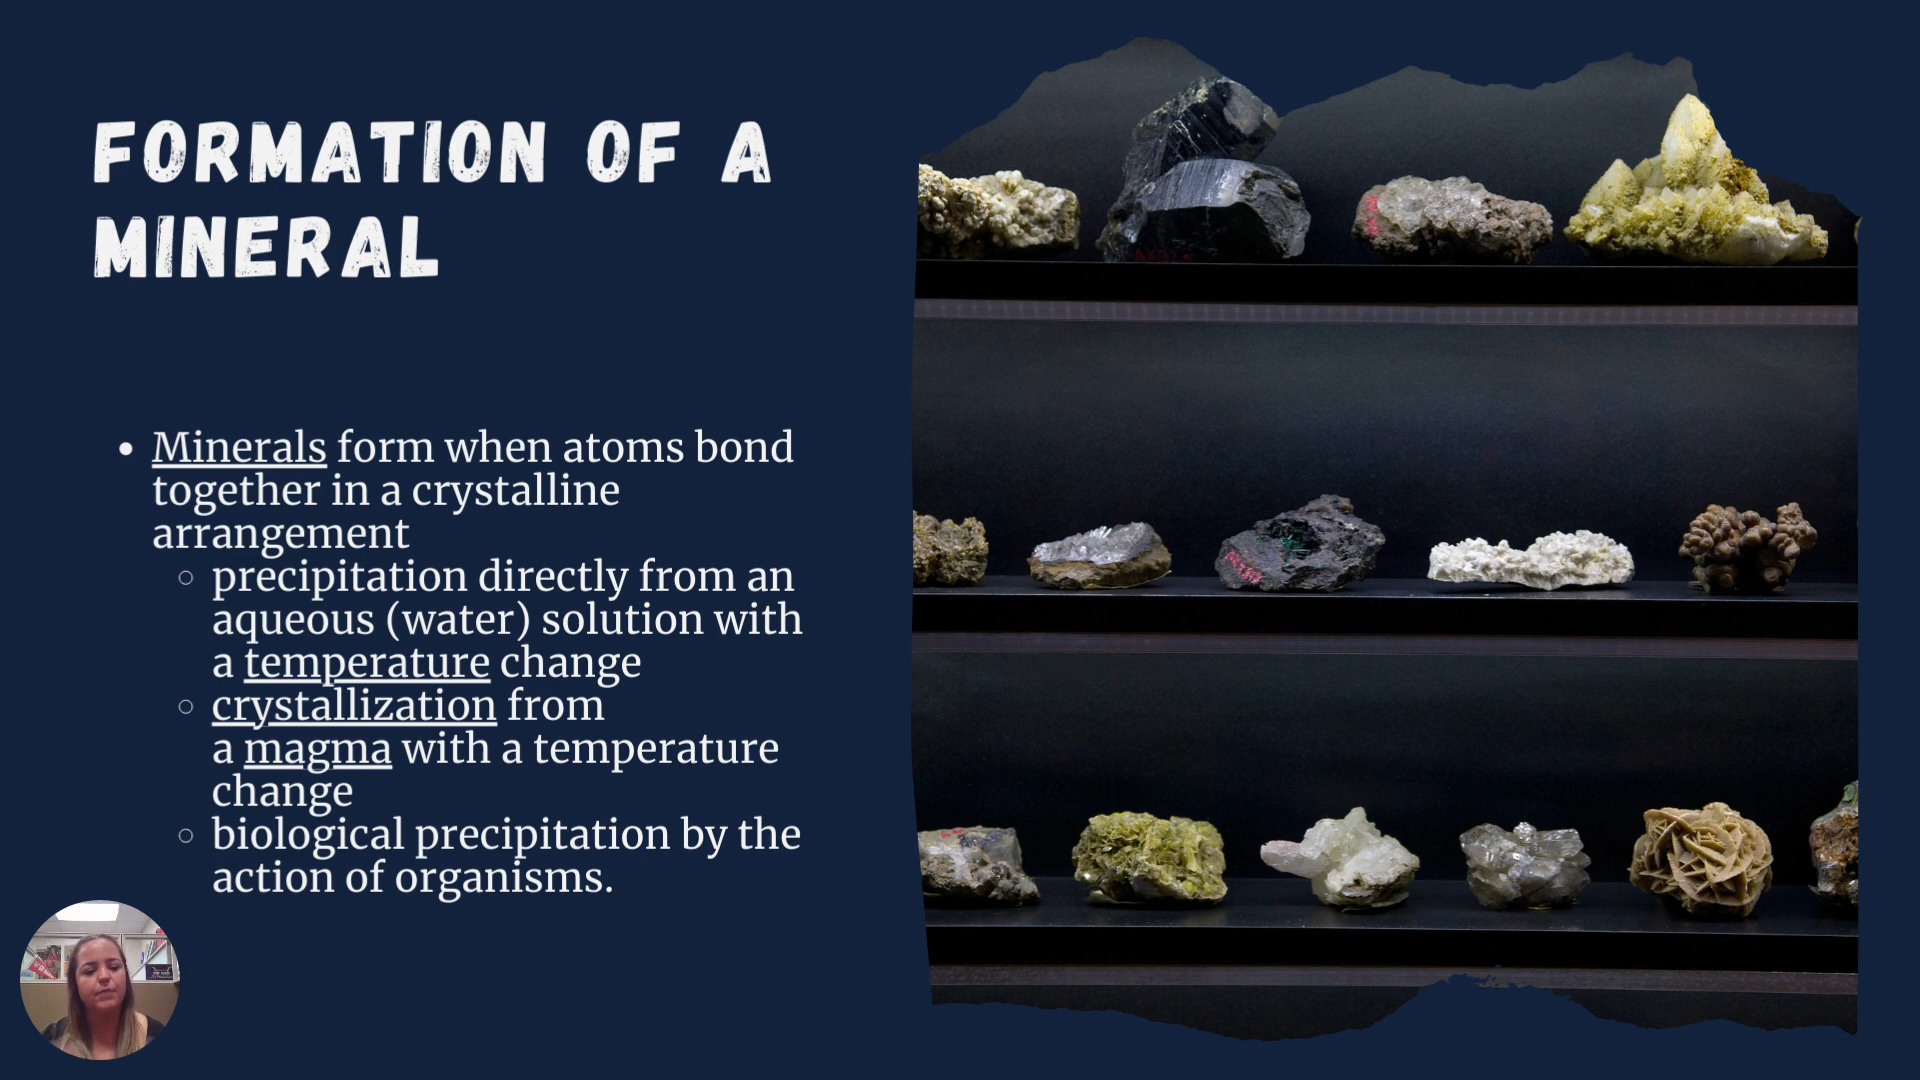 FORMATION OF A
MINERAL
• Minerals form when atoms bond
together in a crystalline
arrangement
○ precipitation directly from an
aqueous (water) solution with
a temperature change
○ crystallization from
a magma with a temperature
change
○ biological precipitation by the
action of organisms.